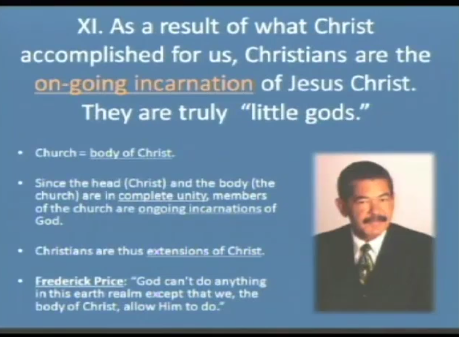 XI. As a result of what Christ
accomplished for us, Christians are the
on-going incarnation of Jesus Christ.
They are truly “little gods.”
• Church = body of Christ.
• Since the head (Christ) and the body (the
church) are in complete unity, members
of the church are ongoing incarnations of
God.
• Christians are thus extensions of Christ.
• Frederick Price: “God can’t do anything
in this earth realm except that we, the
body of Christ, allow Him to do.”